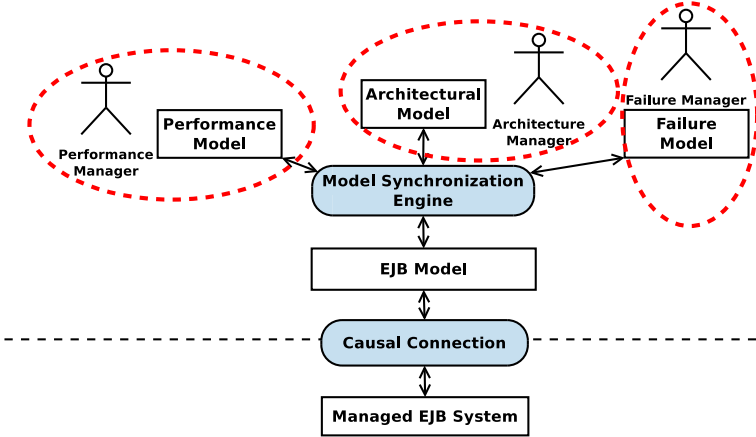 Performance
Manager
Performance
Model
Architectural
Model
Architecture
Manager
Failure Manager
Failure
Model
Model Synchronization
Engine
EJB Model
Causal Connection
Managed EJB System